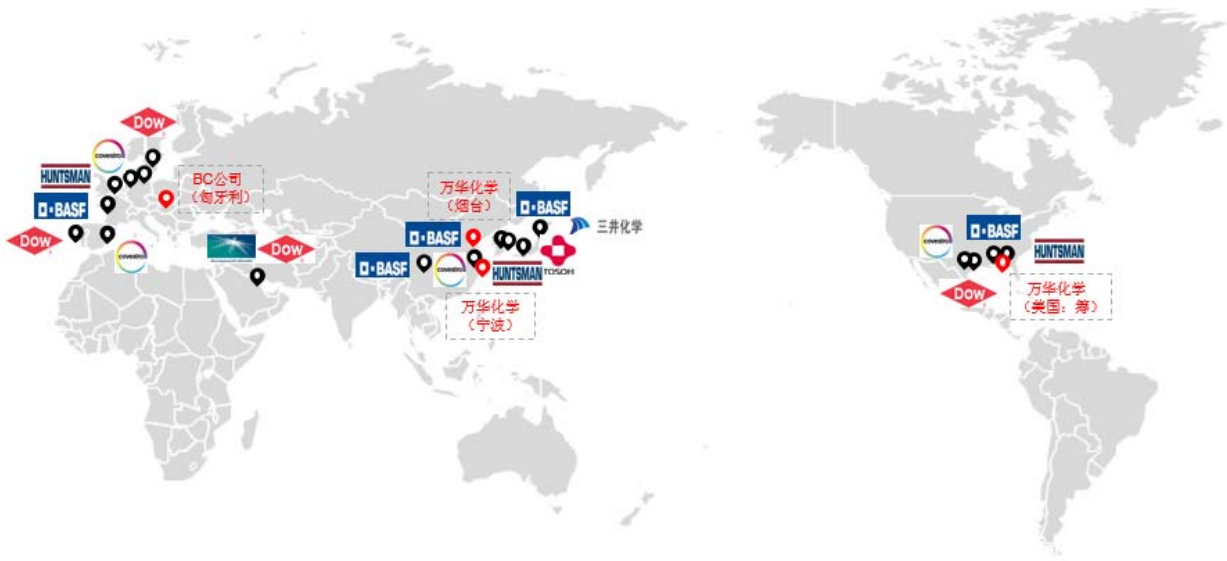 Dow
covestro
HUNTSMAN
BC公司
（匈牙利）
BASF
Dow
covestro
Dow
万华化学
（烟台）
BASF
BASF
三井化学
BASF
covestro
HUNTSMAN
TOSOH
万华化学
（宁波）
covestro
BASF
HUNTSMAN
Dow
万华化学
（美国：筹）